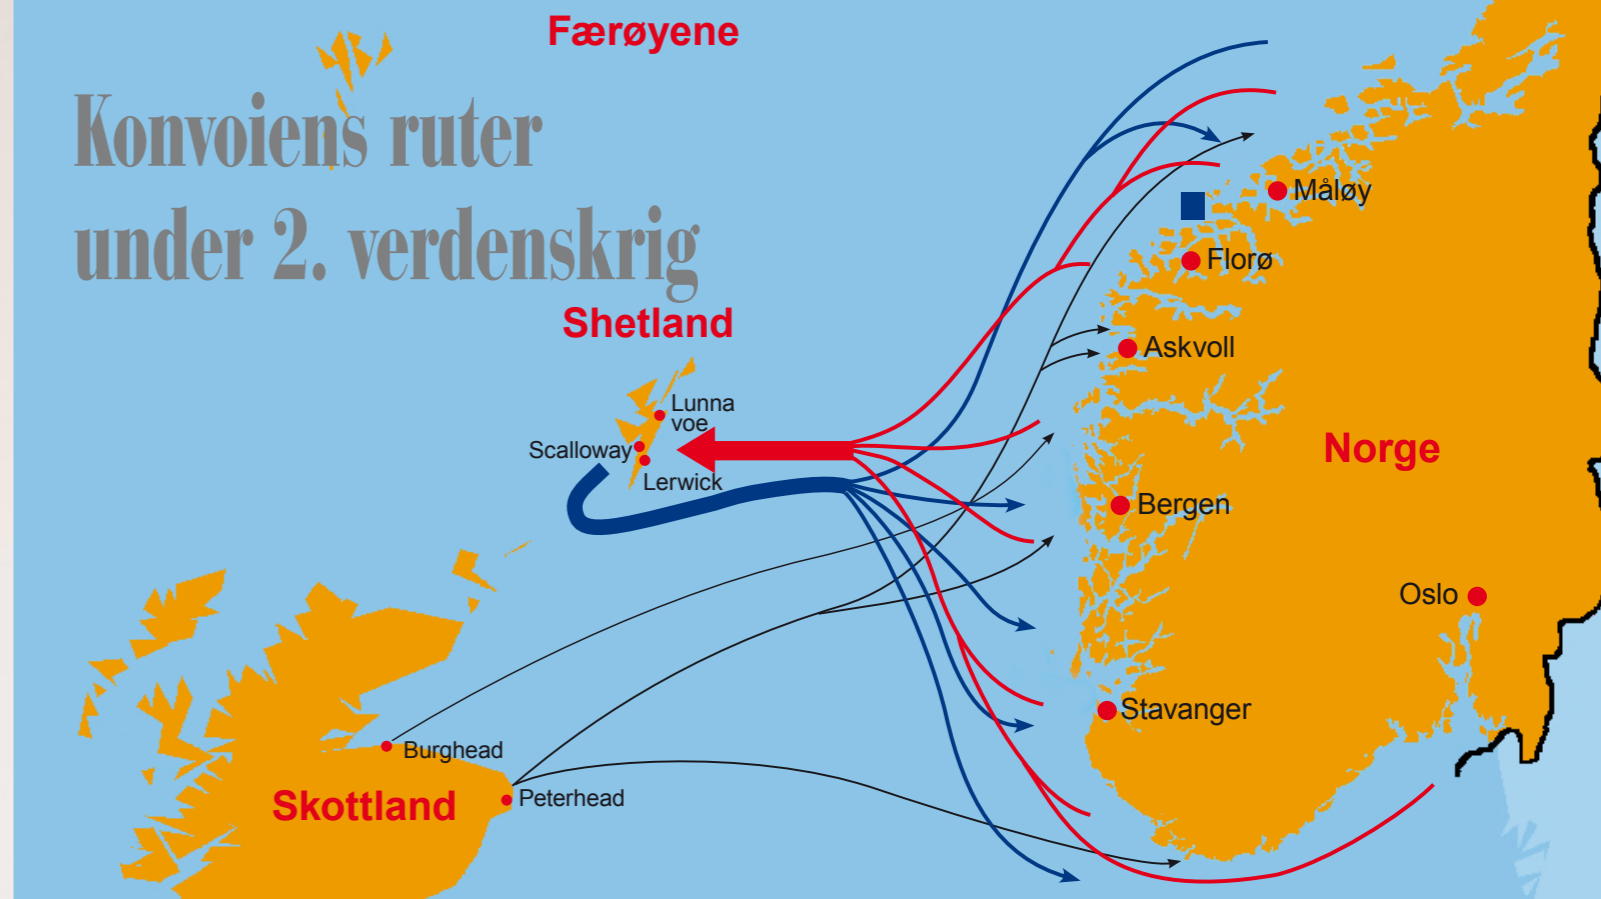 Færøyene
Konvoiens ruter
under 2. verdenskrig
Måløy
Florø
Shetland
Askvoll
Lunna
voe
Scalloway
Lerwick
Norge
Bergen
Oslo
Stavanger
Burghead
Skottland
Peterhead